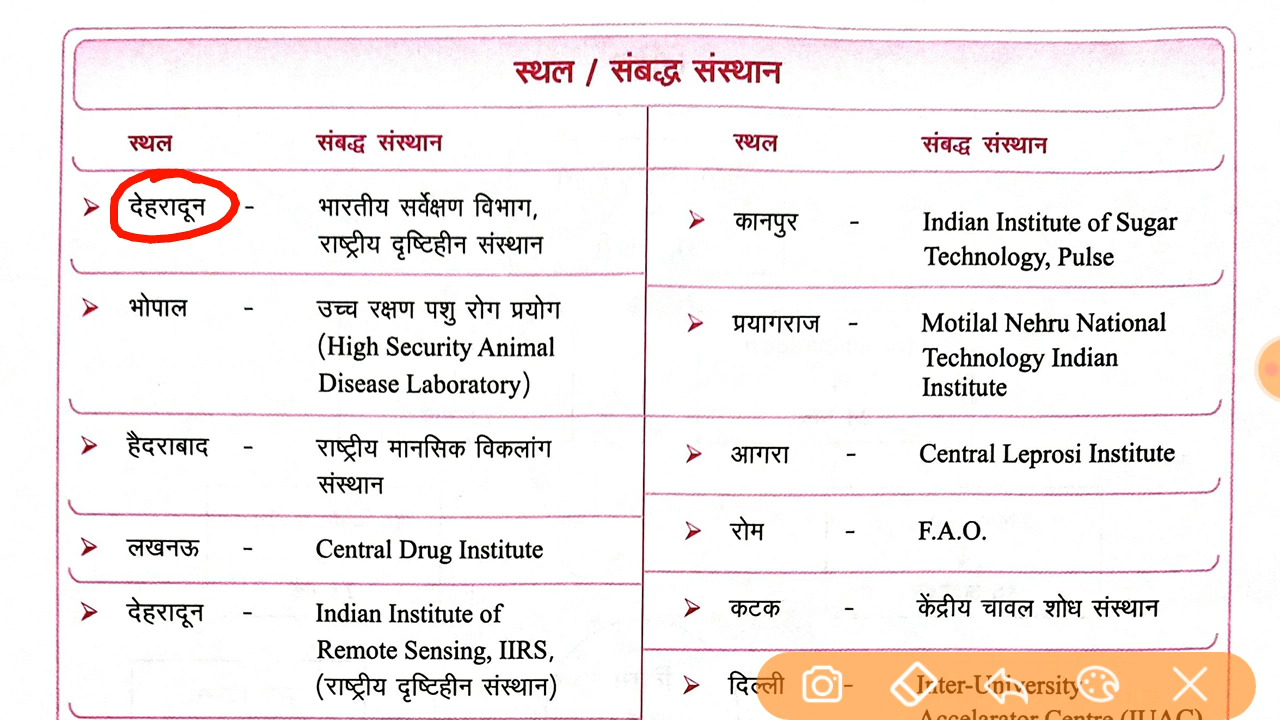 स्थल / संबद्ध संस्थान
स्थल संबद्ध संस्थान
देहरादून - भारतीय सर्वेक्षण विभाग,
राष्ट्रीय दृष्टिहीन संस्थान
भोपाल - उच्च रक्षण पशु रोग प्रयोग
(High Security Animal
Disease Laboratory)
हैदराबाद - राष्ट्रीय मानसिक विकलांग
संस्थान
लखनऊ - Central Drug Institute
देहरादून - Indian Institute of
Remote Sensing, IIRS,
(राष्ट्रीय दृष्टिहीन संस्थान)
स्थल संबद्ध संस्थान
कानपुर - Indian Institute of Sugar
Technology, Pulse
प्रयागराज - Motilal Nehru National
Technology Indian
Institute
आगरा - Central Leprosi Institute
रोम - F.A.O.
कटक - केंद्रीय चावल शोध संस्थान
दिल्ली - Inter-University
Accelarator Centre (IUAC)